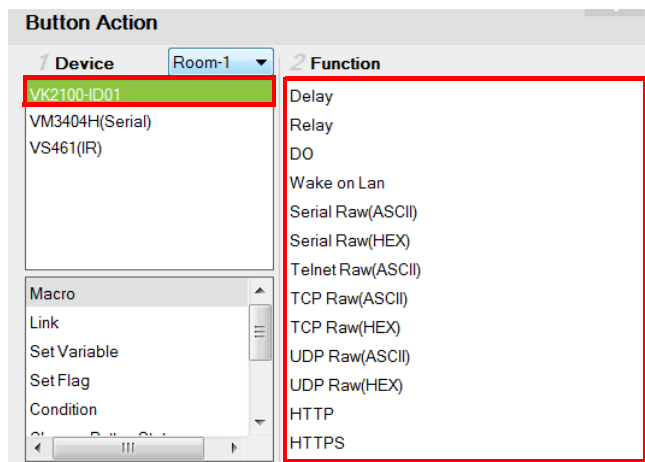 Button Action
1 Device
Room-1
VK2100-ID01
VM3404H(Serial)
VS461(IR)
Macro
Link
Set Variable
Set Flag
Condition
2 Function
Delay
Relay
DO
Wake on Lan
Serial Raw(ASCII)
Serial Raw(HEX)
Telnet Raw(ASCII)
TCP Raw(ASCII)
TCP Raw(HEX)
UDP Raw(ASCII)
UDP Raw(HEX)
HTTP
HTTPS